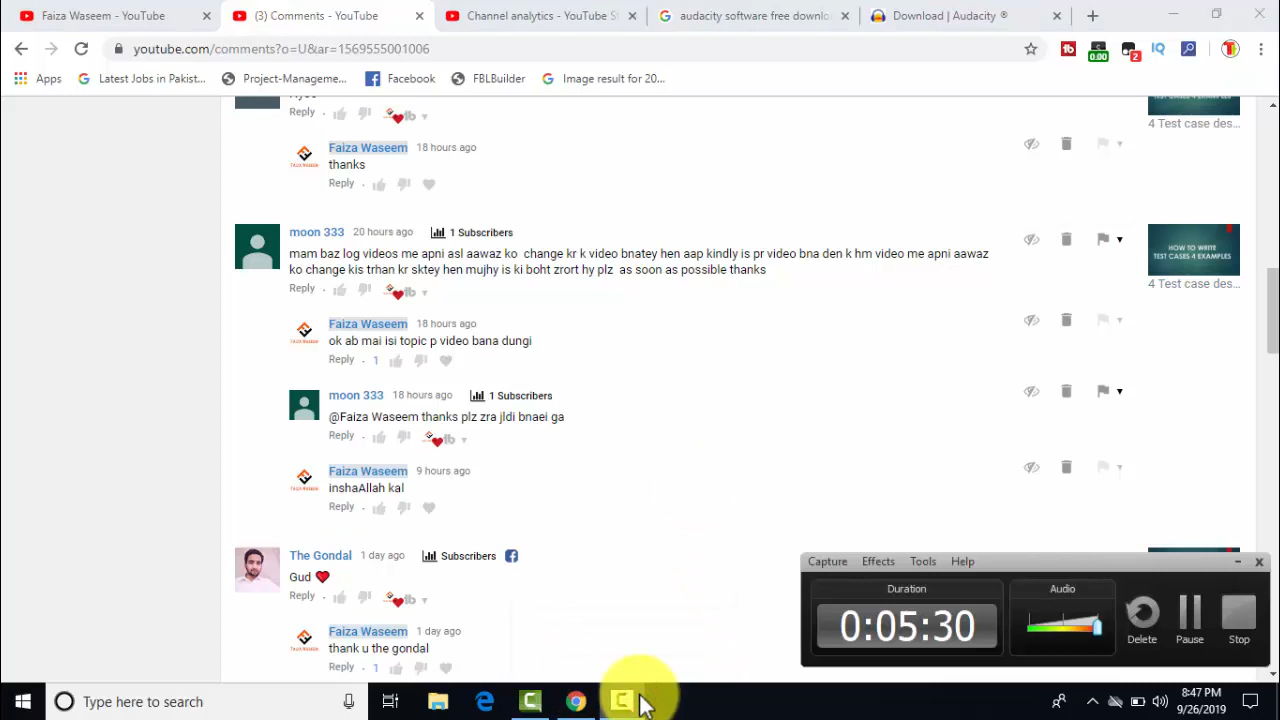 Faiza Waseem - YouTube
(3) Comments - YouTube
Channel analytics - YouTube St
audacity software free downlo
Download | Audacity ®
youtube.com/comments?o=U&ar=1569555001006
0.00
2
Apps
Latest Jobs in Pakist...
Project-Manageme...
Facebook
FBLBuilder
Image result for 20...
Reply
4 Test case des...
Faiza Waseem 18 hours ago
thanks
Reply
moon 333 20 hours ago 1 Subscribers
mam baz log videos me apni asl aawaz ko change kr k video bnatey hen aap kindly is pr video bna den k hm video me apni aawaz
ko change kis trhan kr sktey hen mujhy is ki boht zrort hy plz as soon as possible thanks
Reply
HOW TO WRITE
TEST CASES 4 EXAMPLES
4 Test case des...
Faiza Waseem 18 hours ago
ok ab mai isi topic p video bana dungi
Reply 1
moon 333 18 hours ago 1 Subscribers
@Faiza Waseem thanks plz zra jldi bnaei ga
Reply
Faiza Waseem 9 hours ago
inshaAllah kal
Reply
The Gondal 1 day ago Subscribers
Gud
Reply
Faiza Waseem 1 day ago
thank u the gondal
Reply 1
Capture Effects Tools Help
Duration
0:05:30
Audio
Delete Pause Stop
Type here to search
8:47 PM
9/26/2019